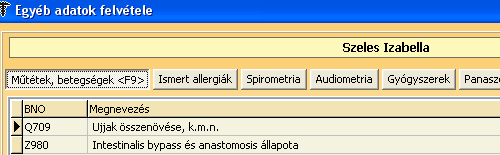 Egyéb adatok felvétele
Szeles Izabella
Műtétek, betegségek <F9> Ismert allergiák Spirometria Audiometria Gyógyszerek Panasz
BNO Megnevezés
Q709 Ujjak összenövése, k.m.n.
Z980 Intestinalis bypass és anastomosis állapota